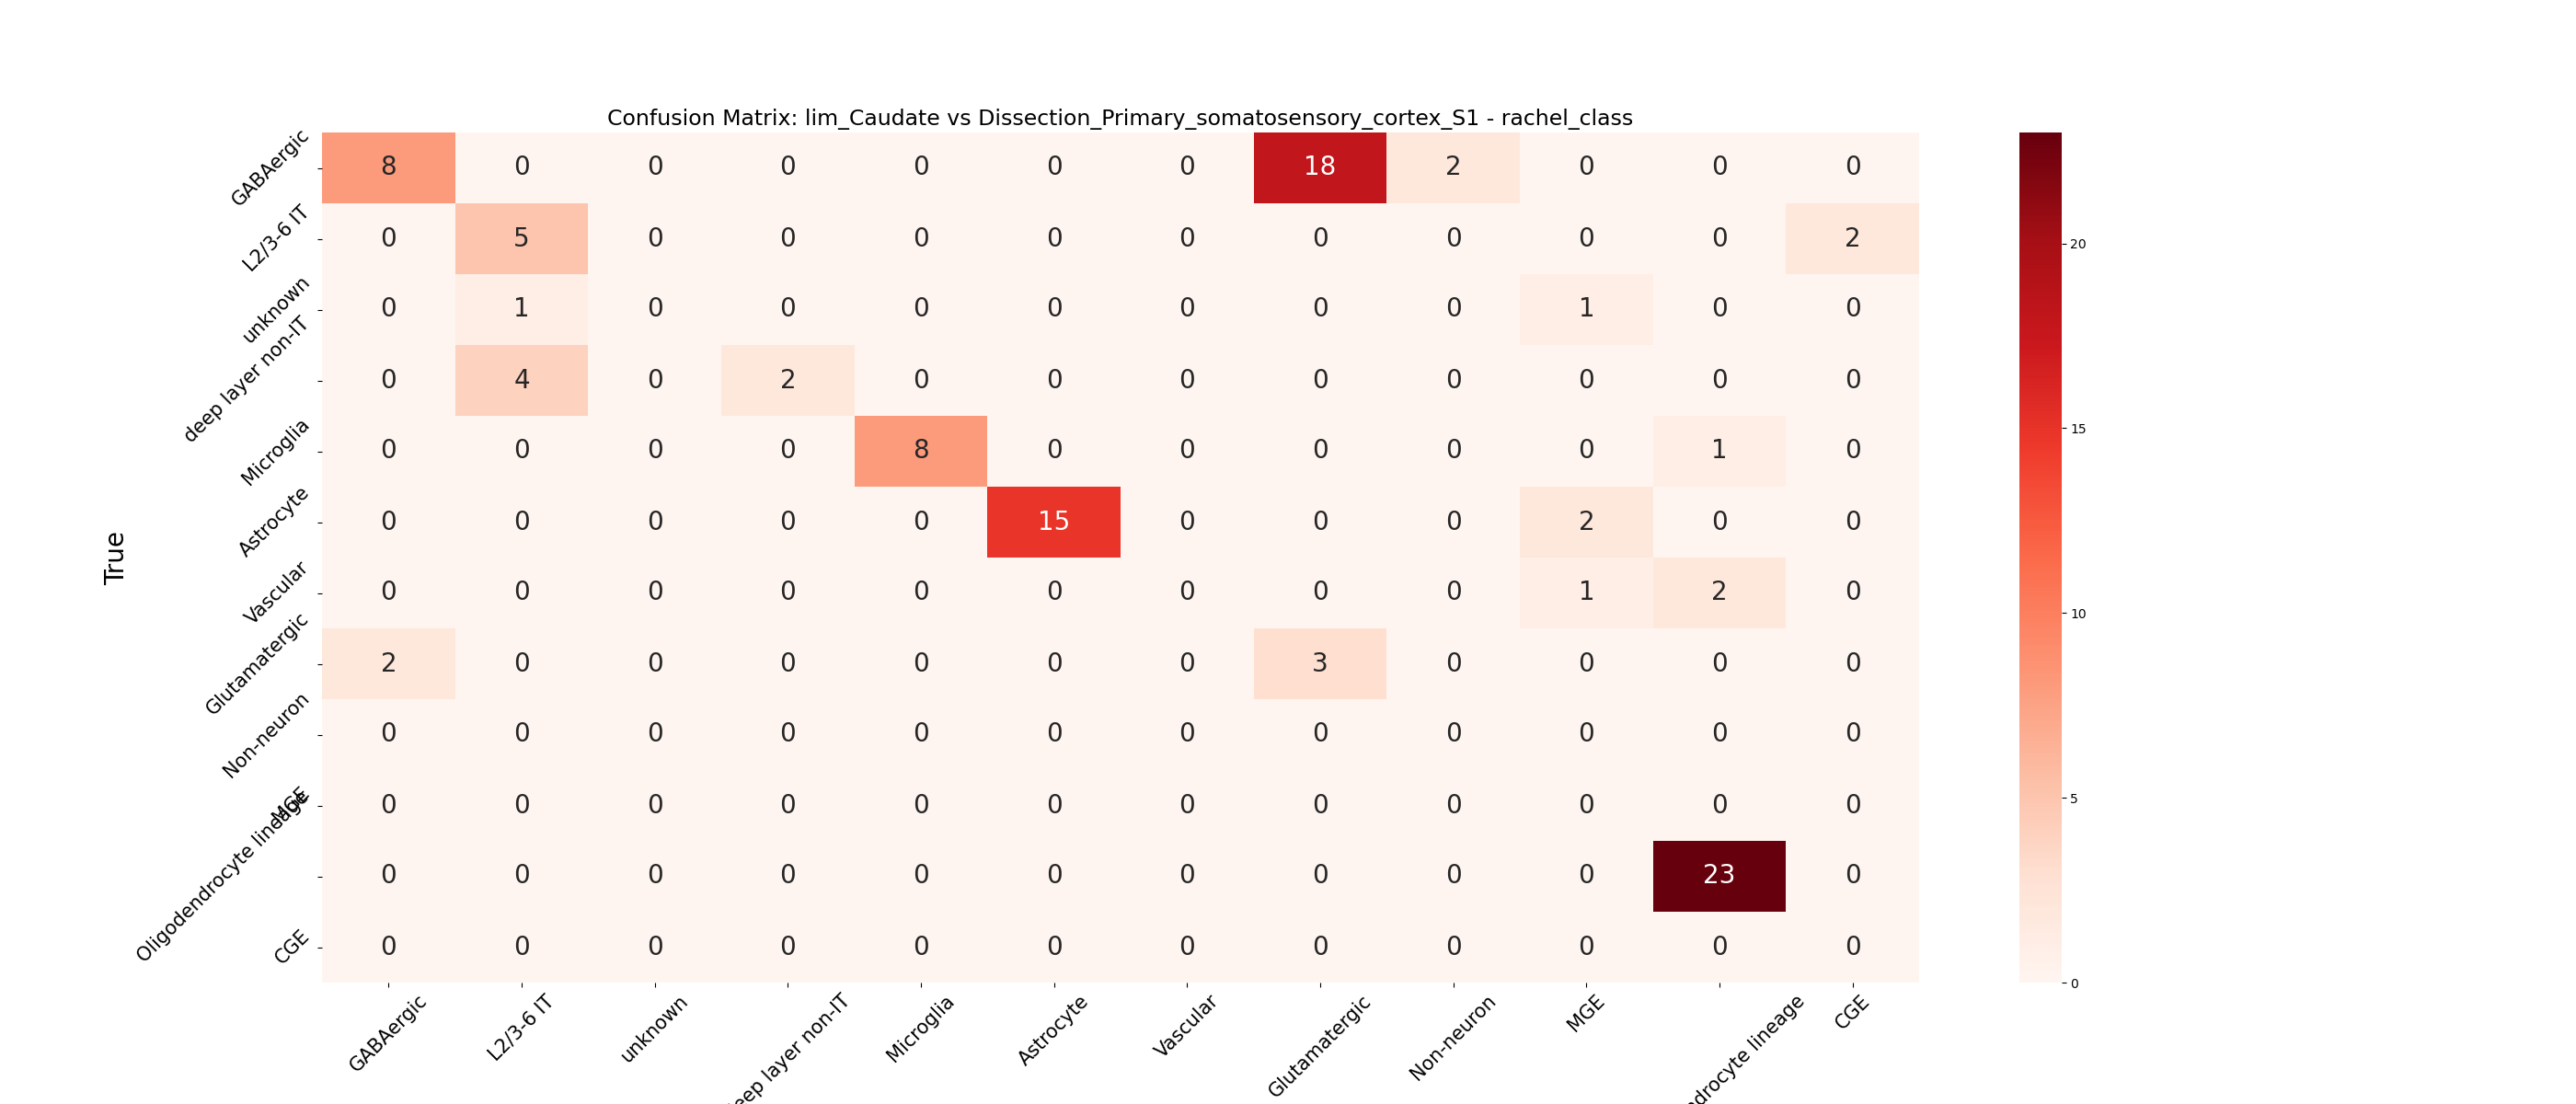 Confusion Matrix: lim_Caudate vs Dissection_Primary_somatosensory_cortex_S1 - rachel_class
True
GABAergic 8 0 0 0 0 0 0 18 2 0 0 0
L2/3-6 IT 0 5 0 0 0 0 0 0 0 0 0 2
unknown 0 1 0 0 0 0 0 0 0 1 0 0
deep layer non-IT 0 4 0 2 0 0 0 0 0 0 0 0
Microglia 0 0 0 0 8 0 0 0 0 0 1 0
Astrocyte 0 0 0 0 0 15 0 0 0 2 0 0
Vascular 0 0 0 0 0 0 0 0 0 1 2 0
Glutamatergic 2 0 0 0 0 0 0 3 0 0 0 0
Non-neuron 0 0 0 0 0 0 0 0 0 0 0 0
MGE 0 0 0 0 0 0 0 0 0 0 0 0
Oligodendrocyte lineage 0 0 0 0 0 0 0 0 0 0 23 0
CGE 0 0 0 0 0 0 0 0 0 0 0 0
GABAergic L2/3-6 IT unknown eep layer non-IT Microglia Astrocyte Vascular Glutamatergic Non-neuron MGE drocyte lineage CGE
20
15
10
5
0